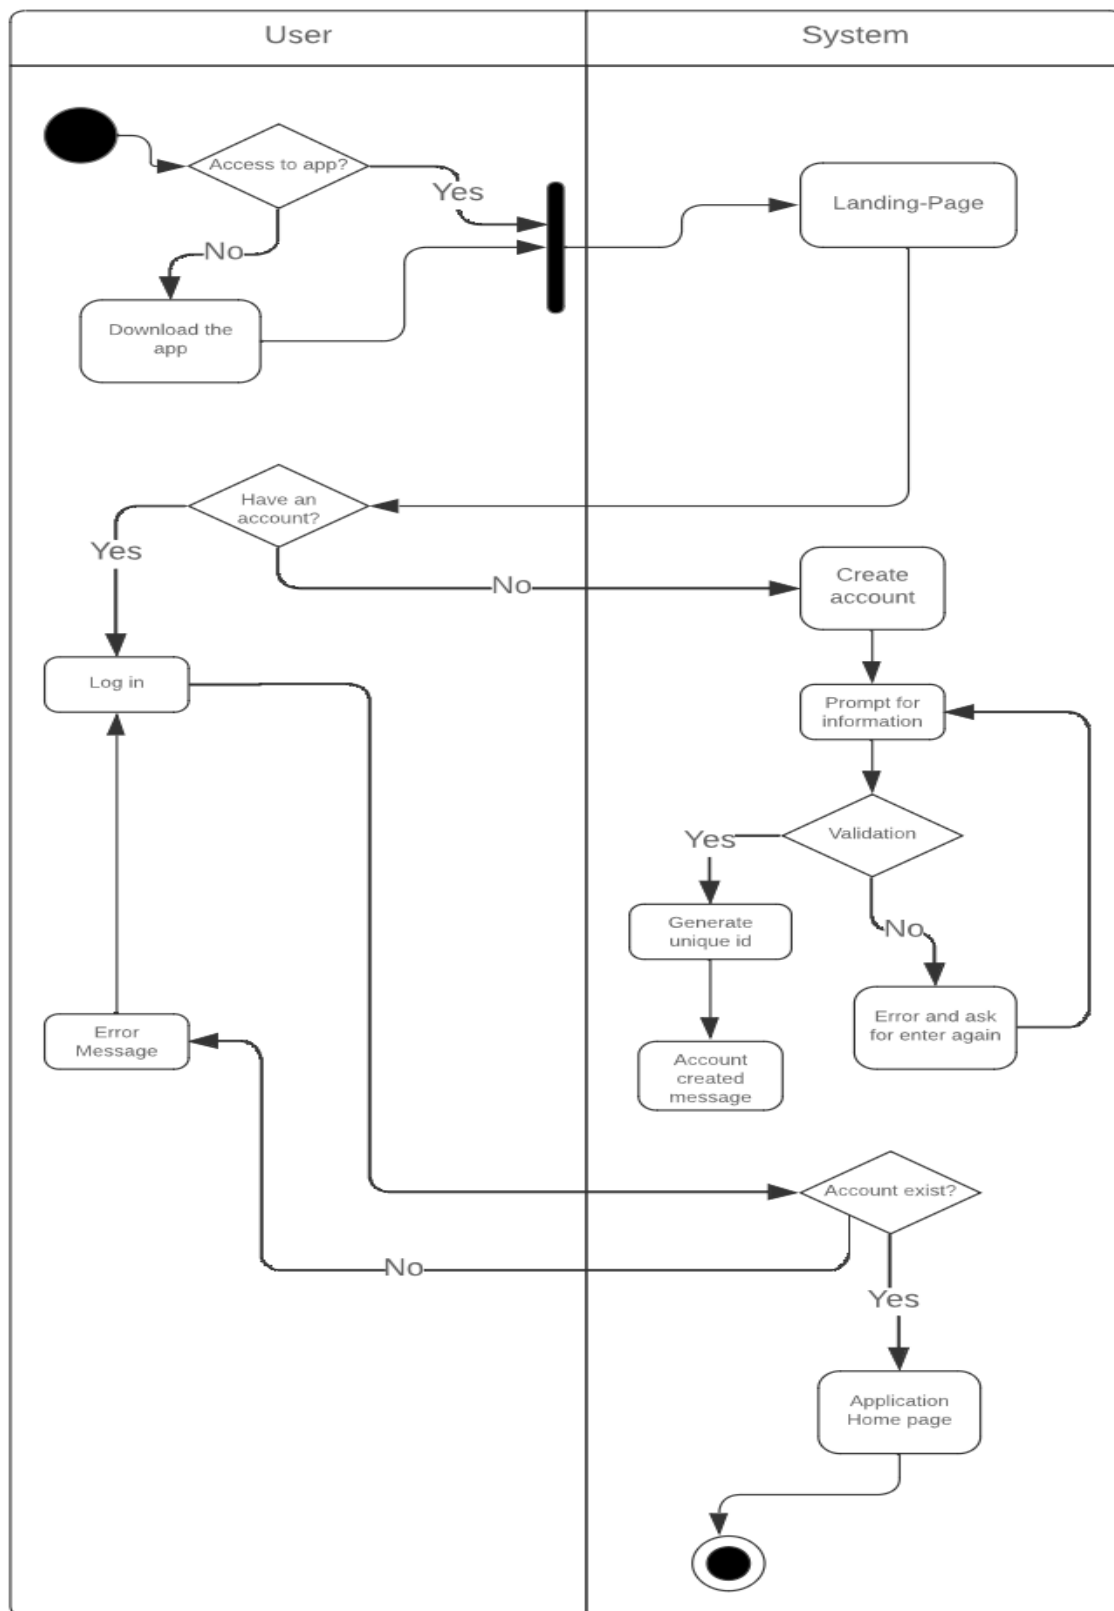 User
System
Access to app?
Yes
Landing-Page
No
Download the
app
Have an
account?
Yes
No
Create
account
Log in
Prompt for
information
Validation
Yes
Generate
unique id
No
Error and ask
for enter again
Error
Message
Account
created
message
Account exist?
No
Yes
Application
Home page